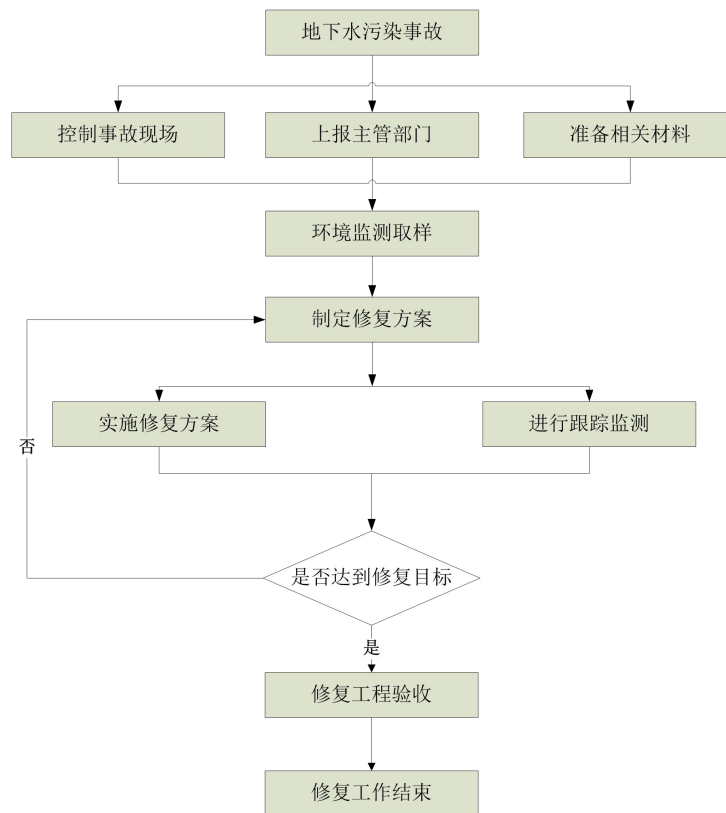 地下水污染事故
控制事故现场
上报主管部门
准备相关材料
环境监测取样
制定修复方案
实施修复方案
进行跟踪监测
否
是否达到修复目标
是
修复工程验收
修复工作结束